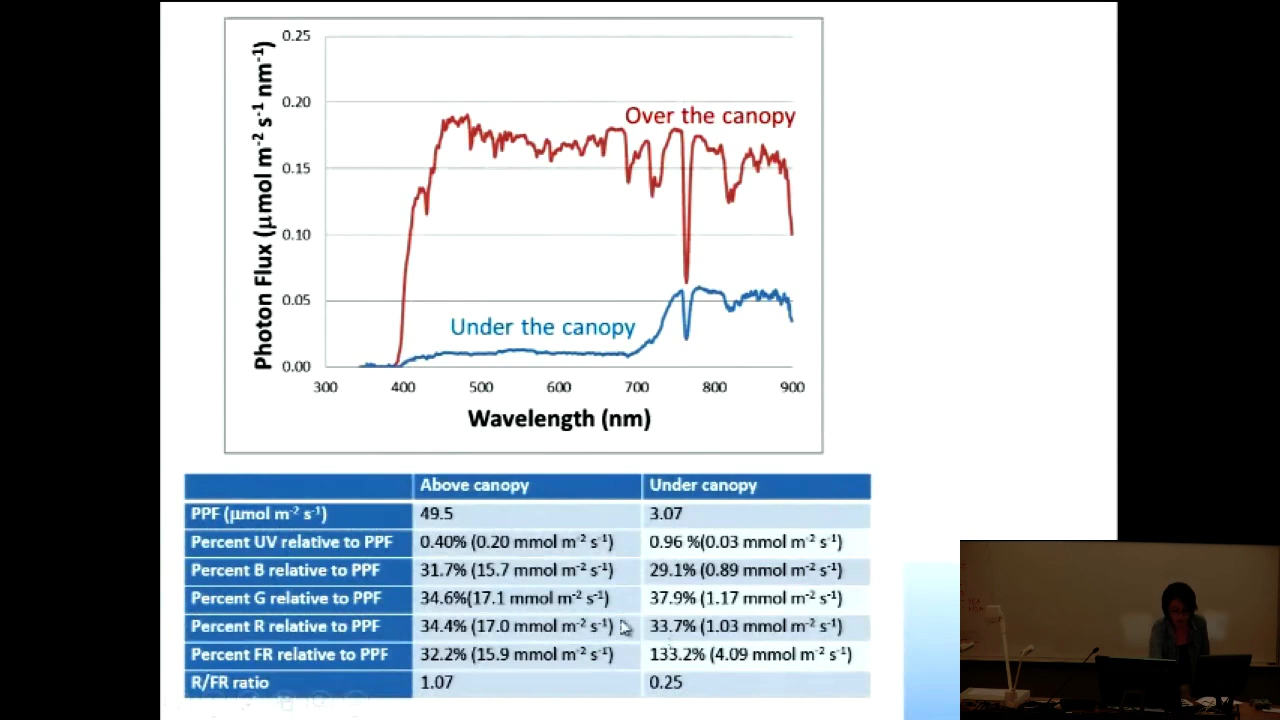 0.25
0.20
0.15
0.10
0.05
0.00
Photon Flux (µmol m-2 s-1 nm-1)
Over the canopy
Under the canopy
300 400 500 600 700 800 900
Wavelength (nm)
Above canopy Under canopy
PPF (µmol m-2 s-1) 49.5 3.07
Percent UV relative to PPF 0.40% (0.20 mmol m-2 s-1) 0.96 %(0.03 mmol m-2 s-1)
Percent B relative to PPF 31.7% (15.7 mmol m-2 s-1) 29.1% (0.89 mmol m-2 s-1)
Percent G relative to PPF 34.6%(17.1 mmol m-2 s-1) 37.9% (1.17 mmol m-2 s-1)
Percent R relative to PPF 34.4% (17.0 mmol m-2 s-1) 33.7% (1.03 mmol m-2 s-1)
Percent FR relative to PPF 32.2% (15.9 mmol m-2 s-1) 133.2% (4.09 mmol m-2 s-1)
R/FR ratio 1.07 0.25